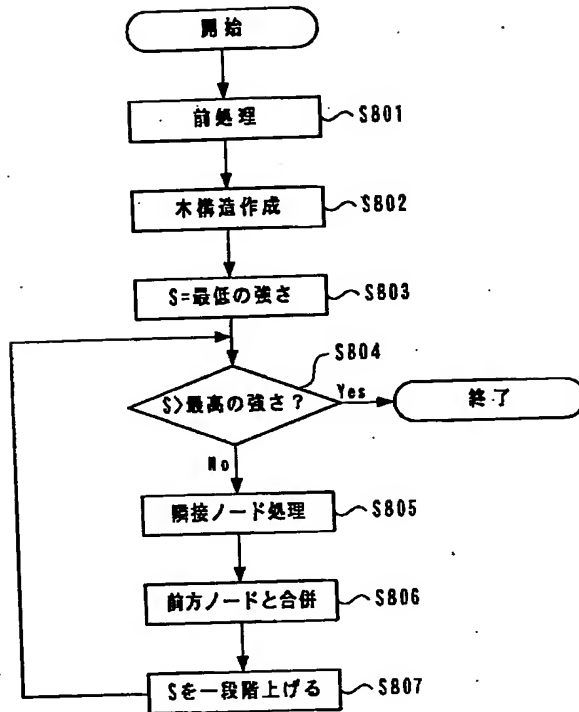 開始
前処理
S801
木構造作成
S802
S=最低の強さ
S803
S804
S>最高の強さ?
Yes
終了
No
隣接ノード処理
S805
前方ノードと合併
S806
Sを一段階上げる
S807